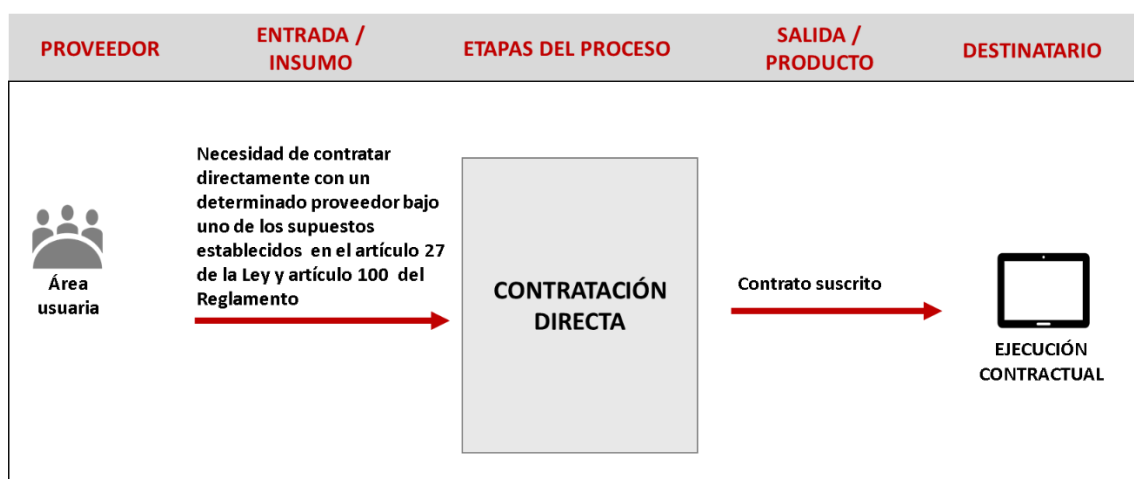 PROVEEDOR
ENTRADA /
INSUMO
ETAPAS DEL PROCESO
SALIDA /
PRODUCTO
DESTINATARIO
Área
usuaria
Necesidad de contratar
directamente con un
determinado proveedor bajo
uno de los supuestos
establecidos en el artículo 27
de la Ley y artículo 100 del
Reglamento
CONTRATACIÓN
DIRECTA
Contrato suscrito
EJECUCIÓN
CONTRACTUAL